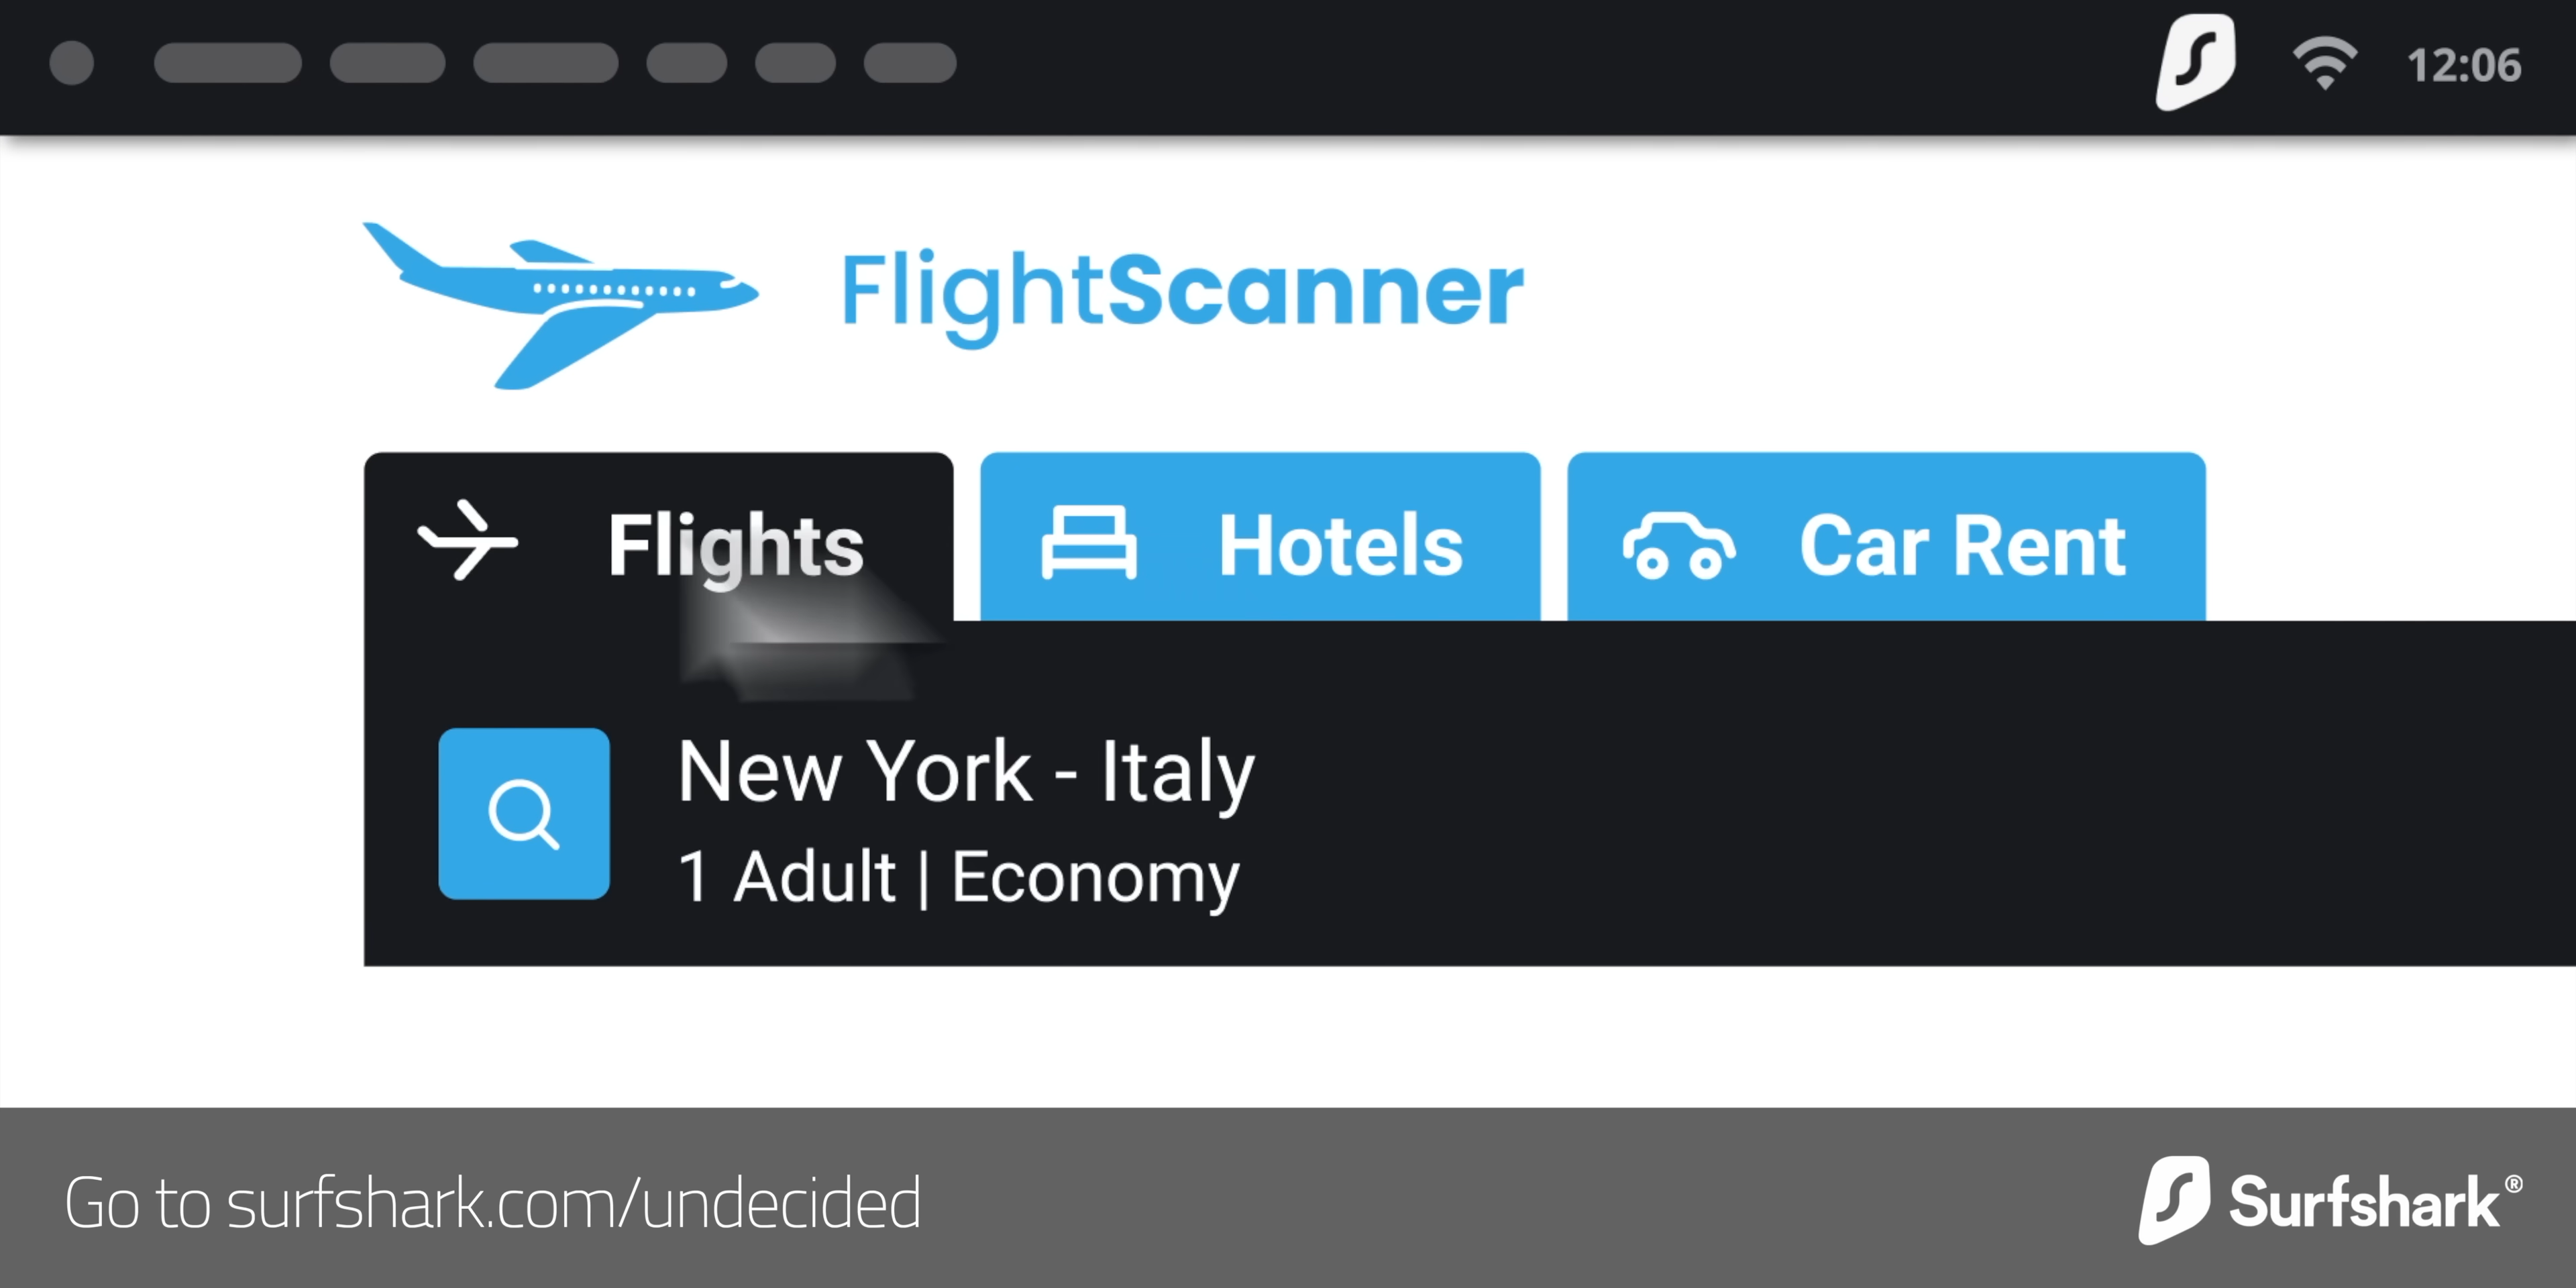 12:06
FlightScanner
Flights
Hotels
Car Rent
New York - Italy
1 Adult | Economy
Go to surfshark.com/undecided
Surfshark®